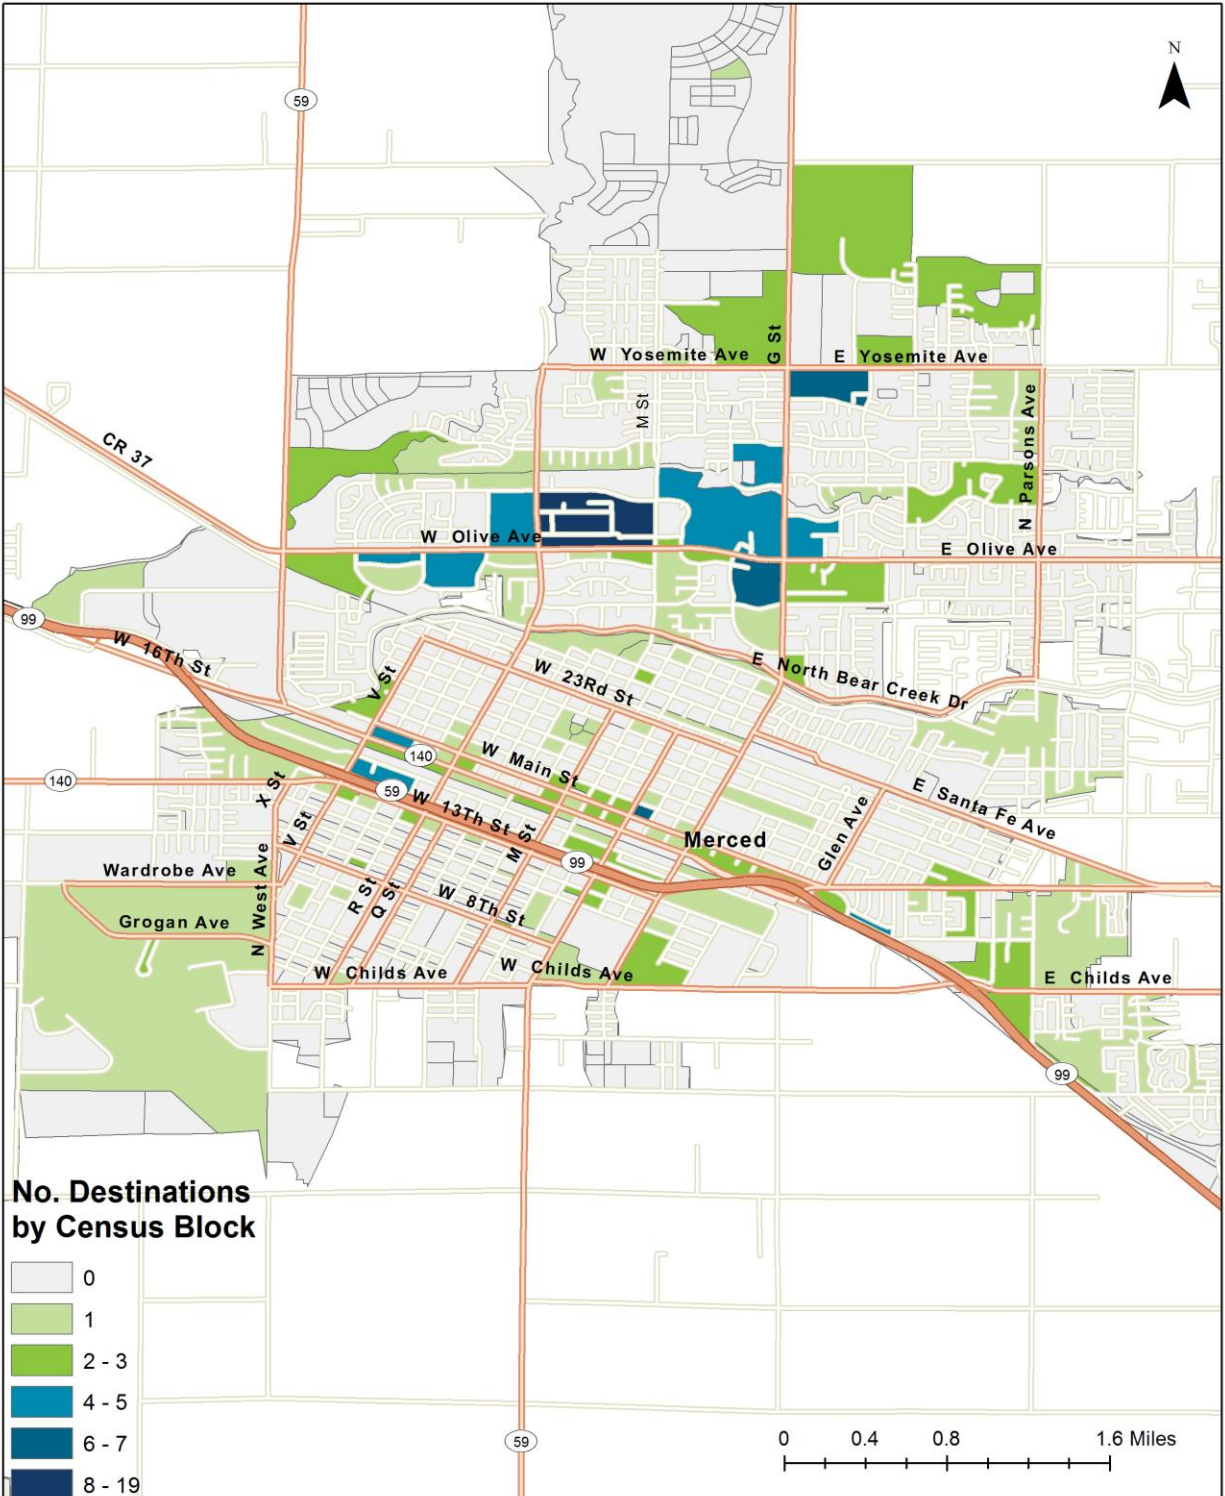 N
59
W Yosemite Ave
G St
E Yosemite Ave
M St
N Parsons Ave
CR 37
W Olive Ave
E Olive Ave
99
W 16Th St
V St
W 23Rd St
E North Bear Creek Dr
140
W Main St
140
59
X St
V St
W 13Th St
M St
E Santa Fe Ave
Glen Ave
Merced
99
Wardrobe Ave
R St
Q St
W 8Th St
N West Ave
Grogan Ave
W Childs Ave
W Childs Ave
E Childs Ave
99
No. Destinations
by Census Block
0
1
2 - 3
4 - 5
6 - 7
8 - 19
59
0 0.4 0.8 1.6 Miles